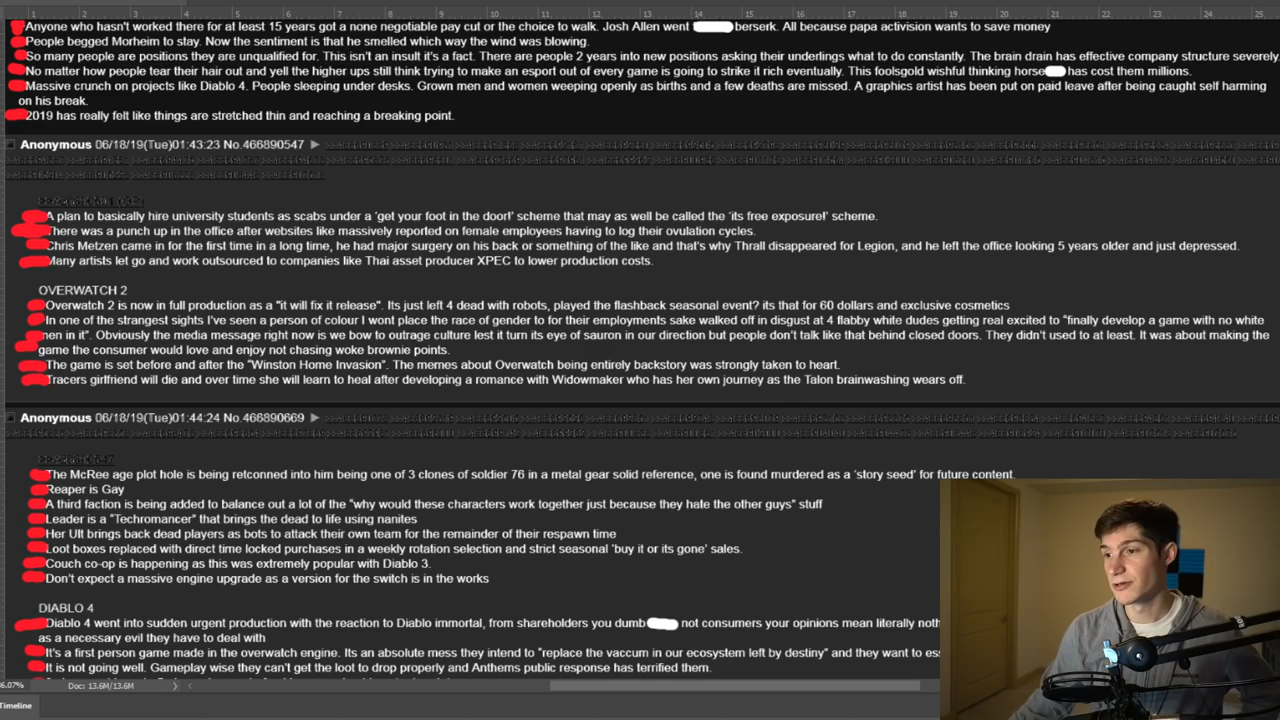 1 2 3 4 5 6 7 8 9 10 11 12 13 14 15 16 17 18 19 20 21 22 23 24 25
Anyone who hasn't worked there for at least 15 years got a none negotiable pay cut or the choice to walk. Josh Allen went berserk. All because papa activision wants to save money
People begged Morheim to stay. Now the sentiment is that he smelled which way the wind was blowing.
So many people are positions they are unqualified for. This isn't an insult it's a fact. There are people 2 years into new positions asking their underlings what to do constantly. The brain drain has effective company structure severely.
No matter how people tear their hair out and yell the higher ups still think trying to make an esport out of every game is going to strike it rich eventually. This foolsgold wishful thinking horse has cost them millions.
Massive crunch on projects like Diablo 4. People sleeping under desks. Grown men and women weeping openly as births and a few deaths are missed. A graphics artist has been put on paid leave after being caught self harming
on his break.
2019 has really felt like things are stretched thin and reaching a breaking point.
Anonymous 06/18/19(Tue)01:43:23 No.466890547 ▶
A plan to basically hire university students as scabs under a 'get your foot in the door!' scheme that may as well be called the 'its free exposure!' scheme.
There was a punch up in the office after websites like massively reported on female employees having to log their ovulation cycles.
Chris Metzen came in for the first time in a long time, he had major surgery on his back or something of the like and that's why Thrall disappeared for Legion, and he left the office looking 5 years older and just depressed.
Many artists let go and work outsourced to companies like Thai asset producer XPEC to lower production costs.
OVERWATCH 2
Overwatch 2 is now in full production as a "it will fix it release". Its just left 4 dead with robots, played the flashback seasonal event? its that for 60 dollars and exclusive cosmetics
In one of the strangest sights I've seen a person of colour I wont place the race of gender to for their employments sake walked off in disgust at 4 flabby white dudes getting real excited to "finally develop a game with no white
men in it". Obviously the media message right now is we bow to outrage culture lest it turn its eye of sauron in our direction but people don't talk like that behind closed doors. They didn't used to at least. It was about making the
game the consumer would love and enjoy not chasing woke brownie points.
The game is set before and after the "Winston Home Invasion". The memes about Overwatch being entirely backstory was strongly taken to heart.
Tracers girlfriend will die and over time she will learn to heal after developing a romance with Widowmaker who has her own journey as the Talon brainwashing wears off.
Anonymous 06/18/19(Tue)01:44:24 No.466890669 ▶
The McRee age plot hole is being retconned into him being one of 3 clones of soldier 76 in a metal gear solid reference, one is found murdered as a 'story seed' for future content.
Reaper is Gay
A third faction is being added to balance out a lot of the "why would these characters work together just because they hate the other guys" stuff
Leader is a "Techromancer" that brings the dead to life using nanites
Her Ult brings back dead players as bots to attack their own team for the remainder of their respawn time
Loot boxes replaced with direct time locked purchases in a weekly rotation selection and strict seasonal 'buy it or its gone' sales.
Couch co-op is happening as this was extremely popular with Diablo 3.
Don't expect a massive engine upgrade as a version for the switch is in the works
DIABLO 4
Diablo 4 went into sudden urgent production with the reaction to Diablo immortal, from shareholders you dumb not consumers your opinions mean literally noth
as a necessary evil they have to deal with
It's a first person game made in the overwatch engine. Its an absolute mess they intend to "replace the vaccum in our ecosystem left by destiny" and they want to ess
It is not going well. Gameplay wise they can't get the loot to drop properly and Anthems public response has terrified them.
6.07% Doc: 13.6M/13.6M
Timeline